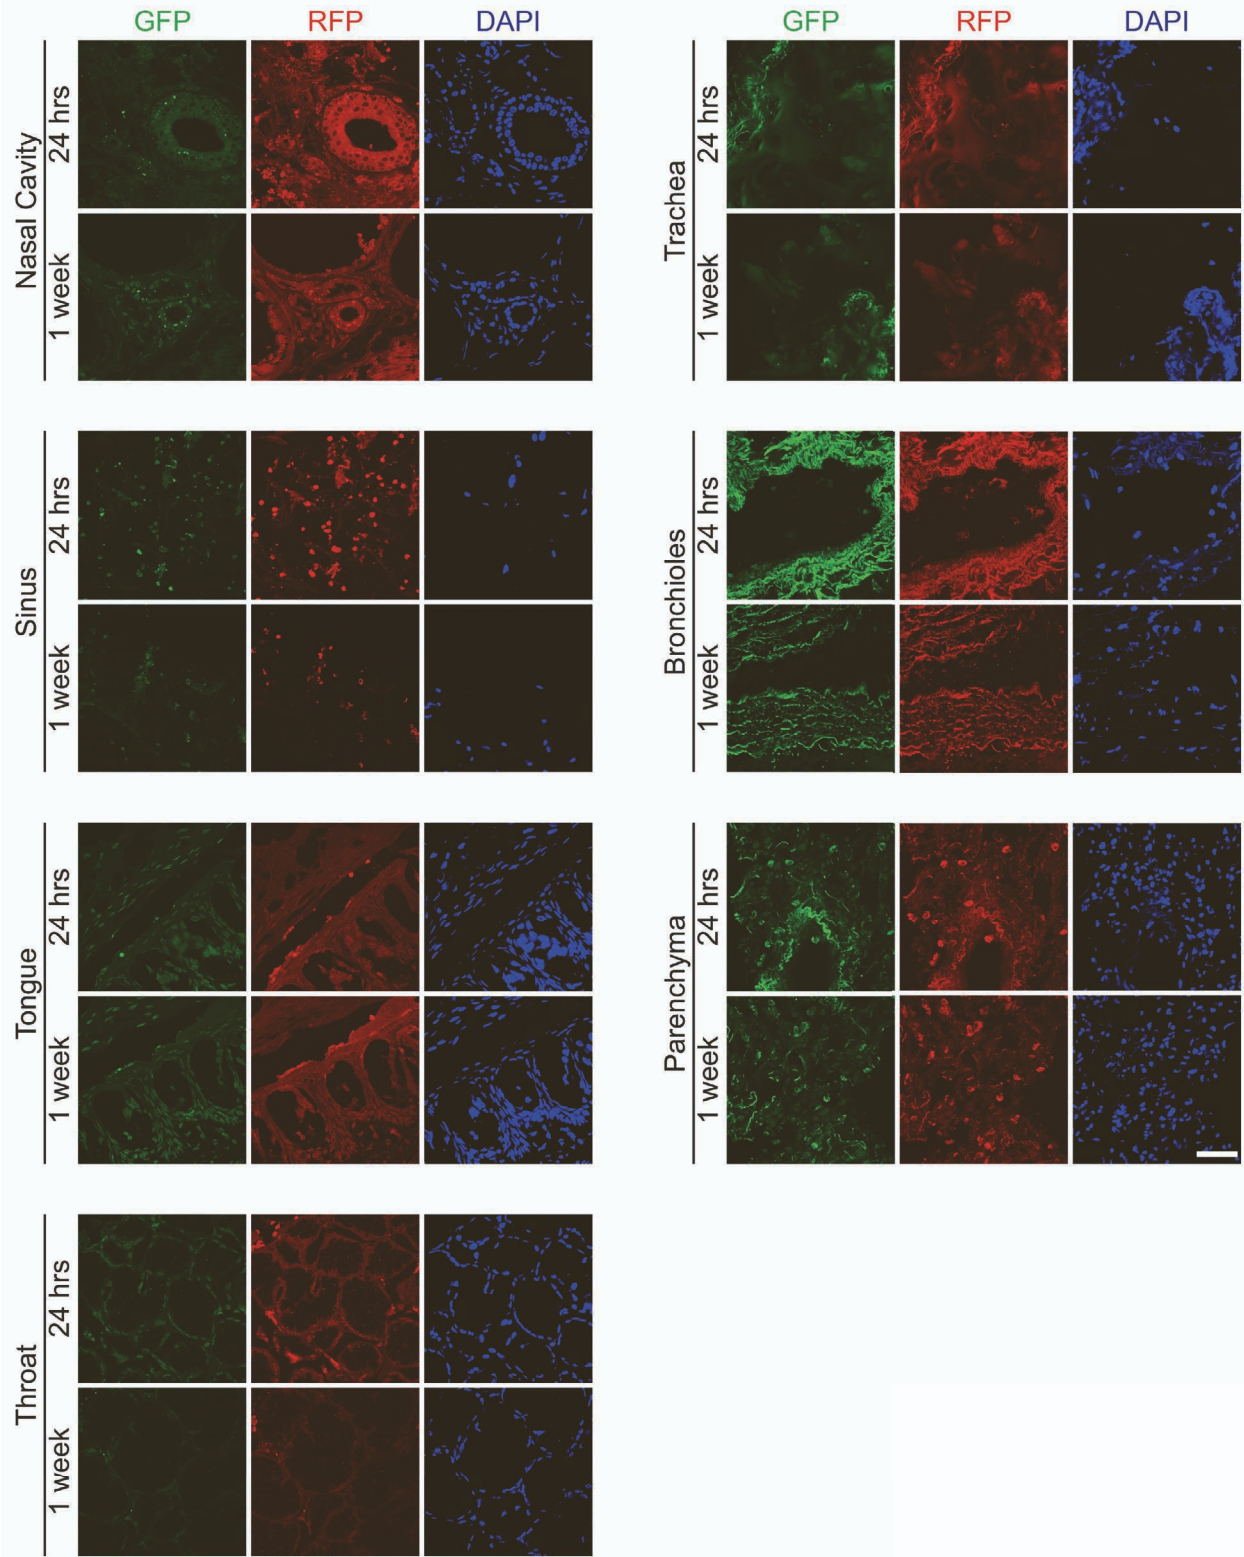 GFP RFP DAPI
Nasal Cavity
24 hrs
1 week
Sinus
24 hrs
1 week
Tongue
24 hrs
1 week
Throat
24 hrs
1 week
GFP RFP DAPI
Trachea
24 hrs
1 week
Bronchioles
24 hrs
1 week
Parenchyma
24 hrs
1 week